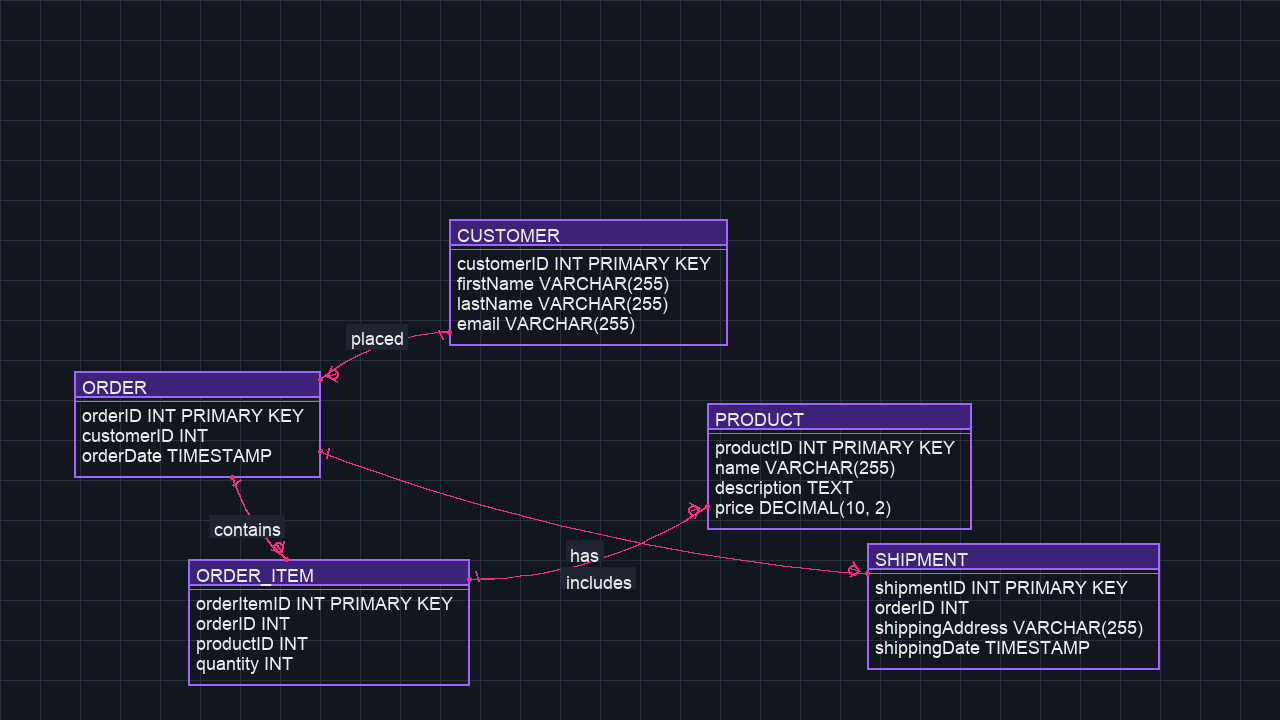 CUSTOMER
customerID INT PRIMARY KEY
firstName VARCHAR(255)
lastName VARCHAR(255)
email VARCHAR(255)
placed
ORDER
orderID INT PRIMARY KEY
customerID INT
orderDate TIMESTAMP
PRODUCT
productID INT PRIMARY KEY
name VARCHAR(255)
description TEXT
price DECIMAL(10, 2)
contains
has
includes
ORDER_ITEM
orderItemID INT PRIMARY KEY
orderID INT
productID INT
quantity INT
SHIPMENT
shipmentID INT PRIMARY KEY
orderID INT
shippingAddress VARCHAR(255)
shippingDate TIMESTAMP